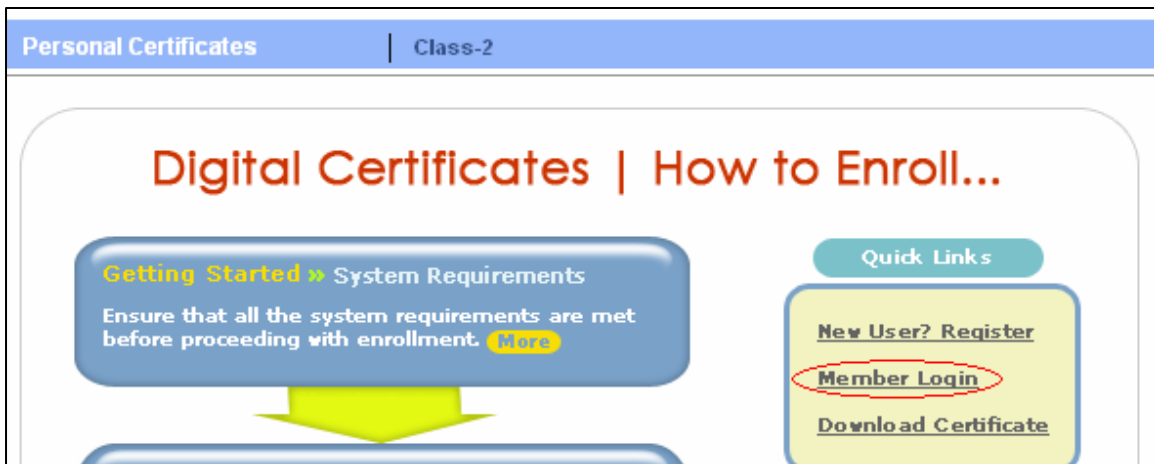 Personal Certificates | Class-2
Digital Certificates | How to Enroll...
Getting Started » System Requirements
Ensure that all the system requirements are met
before proceeding with enrollment. More
Quick Links
New User? Register
Member Login
Download Certificate